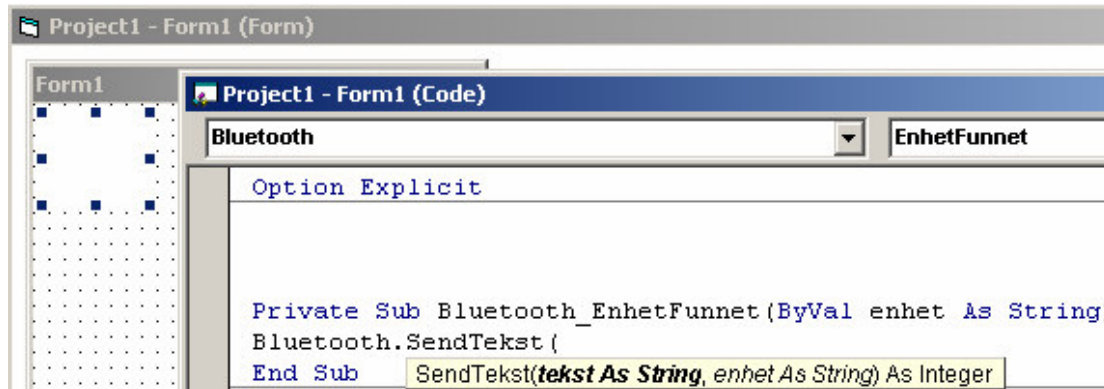 Project1 - Form1 (Form)
Form1
Project1 - Form1 (Code)
Bluetooth EnhetFunnet
Option Explicit
Private Sub Bluetooth_EnhetFunnet(ByVal enhet As String
Bluetooth.SendTekst(
End Sub
SendTekst(tekst As String, enhet As String) As Integer